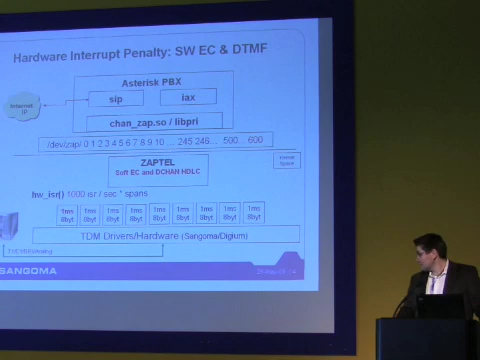 Hardware Interrupt Penalty: SW EC & DTMF
Asterisk PBX
Internet
IP
sip
iax
chan_zap.so / libpri
/dev/zap/ 0 1 2 3 4 5 6 7 8 9 10 ... 245 246... 500... 600
ZAPTEL
Soft EC and DCHAN HDLC
Kernel
Space
hw_isr() 1000 isr / sec * spans
1ms 1ms 1ms 1ms 1ms 1ms 1ms 1ms
8byt 8byt 8byt 8byt 8byt 8byt 8byt 8byt
TDM Drivers/Hardware (Sangoma/Digium)
SANGOMA